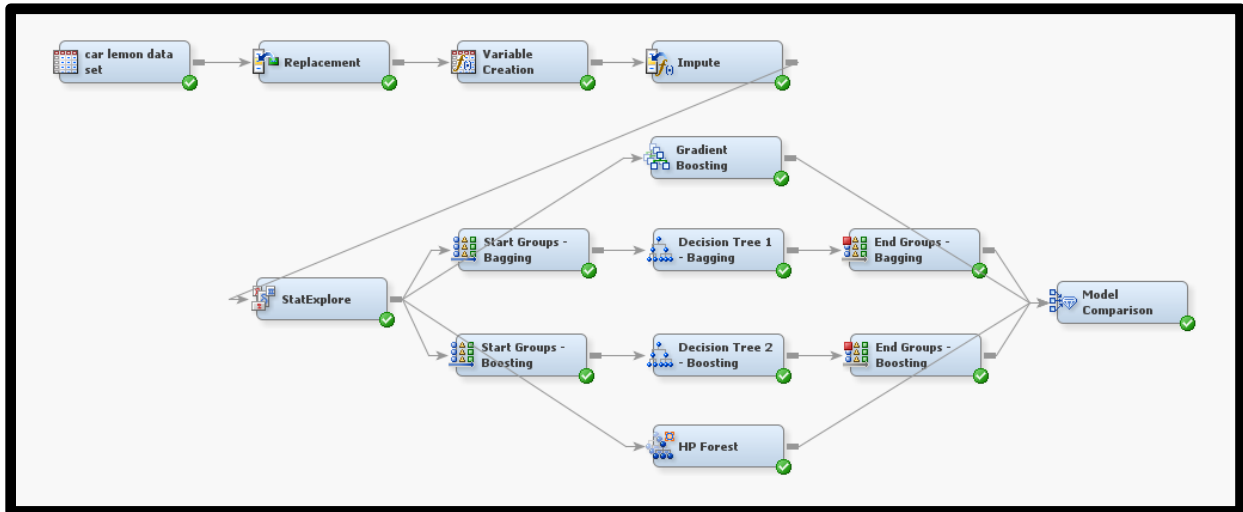 car lemon data
set
Replacement
Variable
Creation
Impute
Gradient
Boosting
Start Groups -
Bagging
Decision Tree 1
- Bagging
End Groups -
Bagging
StatExplore
Model
Comparison
Start Groups -
Boosting
Decision Tree 2
- Boosting
End Groups -
Boosting
HP Forest